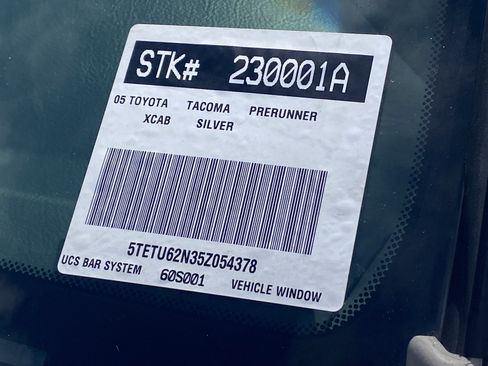 STK# 230001A
05 TOYOTA TACOMA PRERUNNER
XCAB SILVER
5TETU62N35Z054378
UCS BAR SYSTEM 60S001 VEHICLE WINDOW